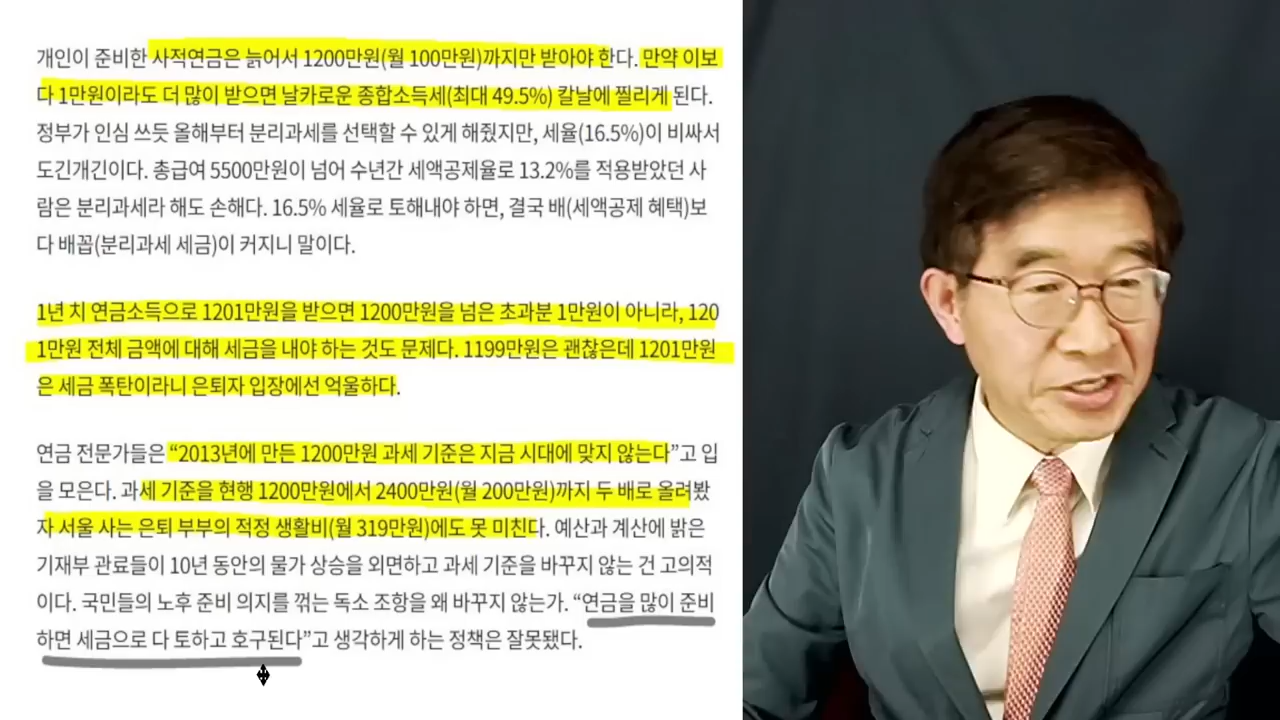 개인이 준비한 사적연금은 늙어서 1200만원(월 100만원)까지만 받아야 한다. 만약 이보
다 1만원이라도 더 많이 받으면 날카로운 종합소득세(최대 49.5%) 칼날에 찔리게 된다.
정부가 인심 쓰듯 올해부터 분리과세를 선택할 수 있게 해줬지만, 세율(16.5%)이 비싸서
도긴개긴이다. 총급여 5500만원이 넘어 수년간 세액공제율로 13.2%를 적용받았던 사
람은 분리과세라 해도 손해다. 16.5% 세율로 토해내야 하면, 결국 배(세액공제 혜택)보
다 배꼽(분리과세 세금)이 커지니 말이다.
1년 치 연금소득으로 1201만원을 받으면 1200만원을 넘은 초과분 1만원이 아니라, 120
1만원 전체 금액에 대해 세금을 내야 하는 것도 문제다. 1199만원은 괜찮은데 1201만원
은 세금 폭탄이라니 은퇴자 입장에선 억울하다.
연금 전문가들은 “2013년에 만든 1200만원 과세 기준은 지금 시대에 맞지 않는다”고 입
을 모은다. 과세 기준을 현행 1200만원에서 2400만원(월 200만원)까지 두 배로 올려봤
자 서울 사는 은퇴 부부의 적정 생활비(월 319만원)에도 못 미친다. 예산과 계산에 밝은
기재부 관료들이 10년 동안의 물가 상승을 외면하고 과세 기준을 바꾸지 않는 건 고의적
이다. 국민들의 노후 준비 의지를 꺾는 독소 조항을 왜 바꾸지 않는가. “연금을 많이 준비
하면 세금으로 다 토하고 호구된다”고 생각하게 하는 정책은 잘못됐다.